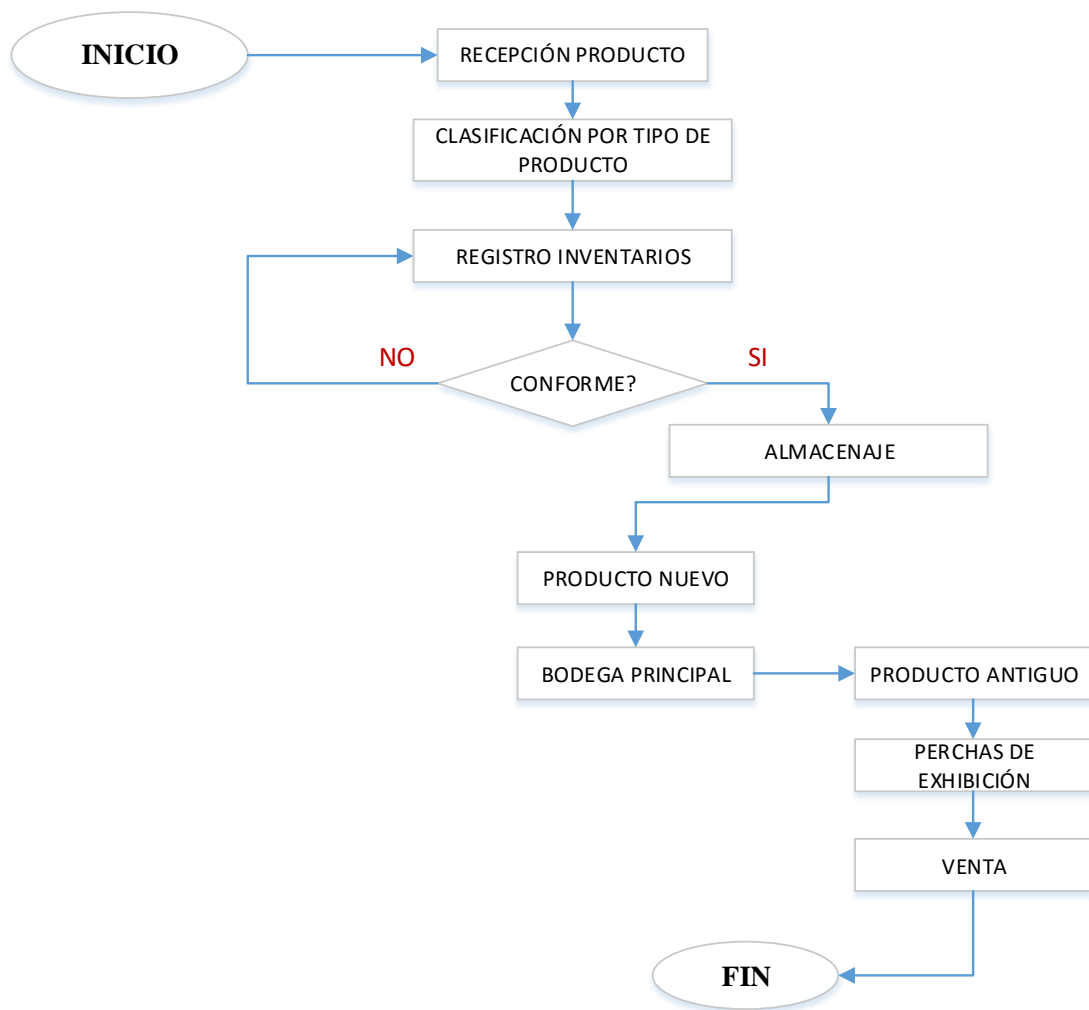 INICIO
RECEPCIÓN PRODUCTO
CLASIFICACIÓN POR TIPO DE
PRODUCTO
REGISTRO INVENTARIOS
NO
SI
CONFORME?
ALMACENAJE
PRODUCTO NUEVO
BODEGA PRINCIPAL
PRODUCTO ANTIGUO
PERCHAS DE
EXHIBICIÓN
VENTA
FIN